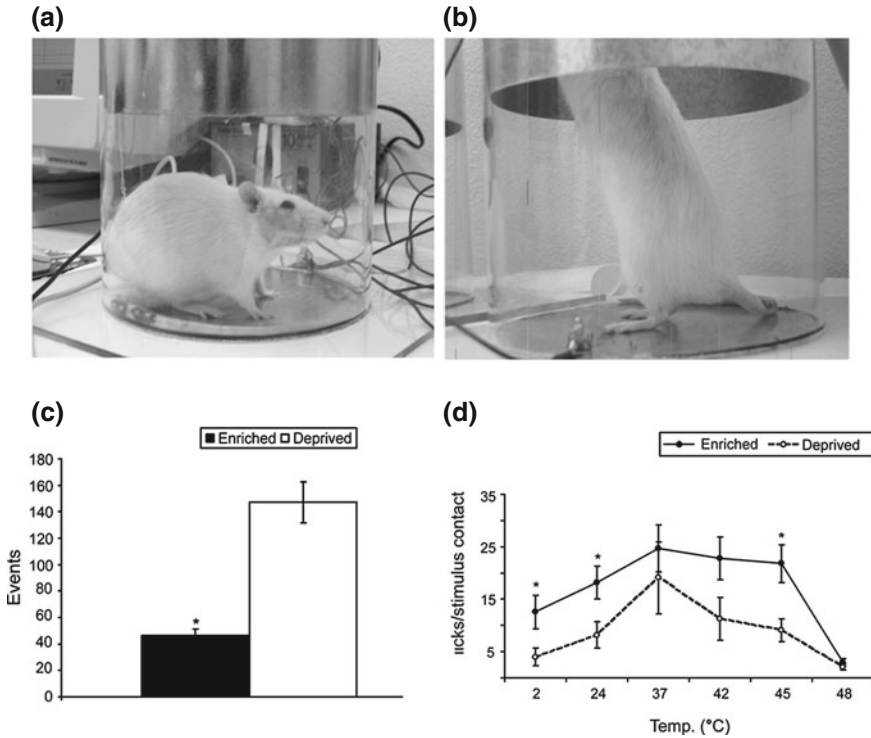 (a)
(b)
(c)
Enriched Deprived
180
160
140
120
100
80
60
40
20
0
Events
*
(d)
Enriched Deprived
35
25
15
5
licks/stimulus contact
* * *
2 24 37 42 45 48
Temp. (°C)